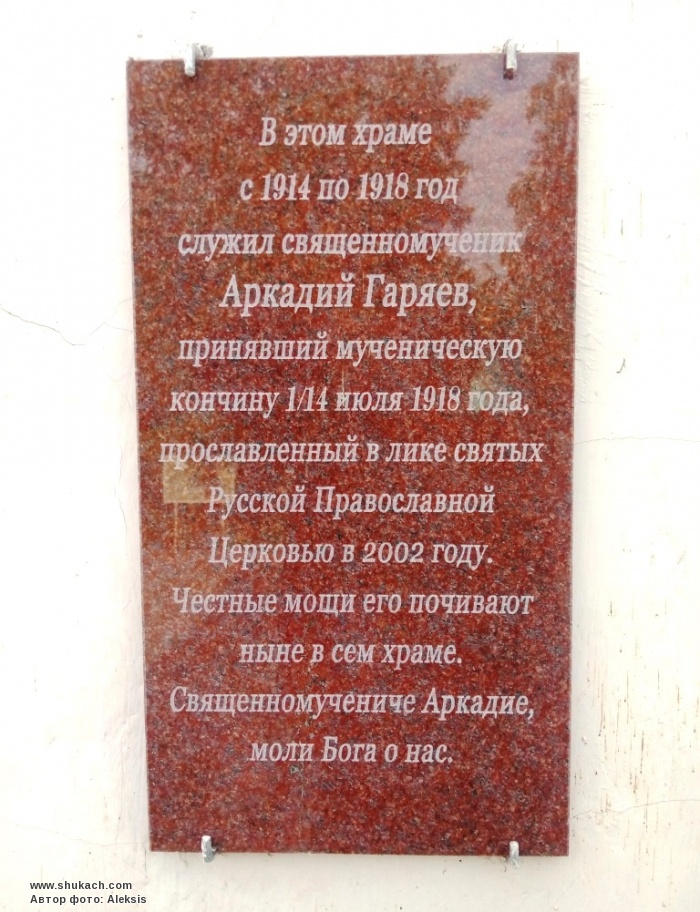 В этом храме
с 1914 по 1918 год
служил священномученик
Аркадий Гаряев,
принявший мученическую
кончину 1/14 июля 1918 года,
прославленный в лике святых
Русской Православной
Церковью в 2002 году.
Честные мощи его почивают
ныне в сем храме.
Священномучениче Аркадие,
моли Бога о нас.
www.shukach.com
Автор фото: Aleksis